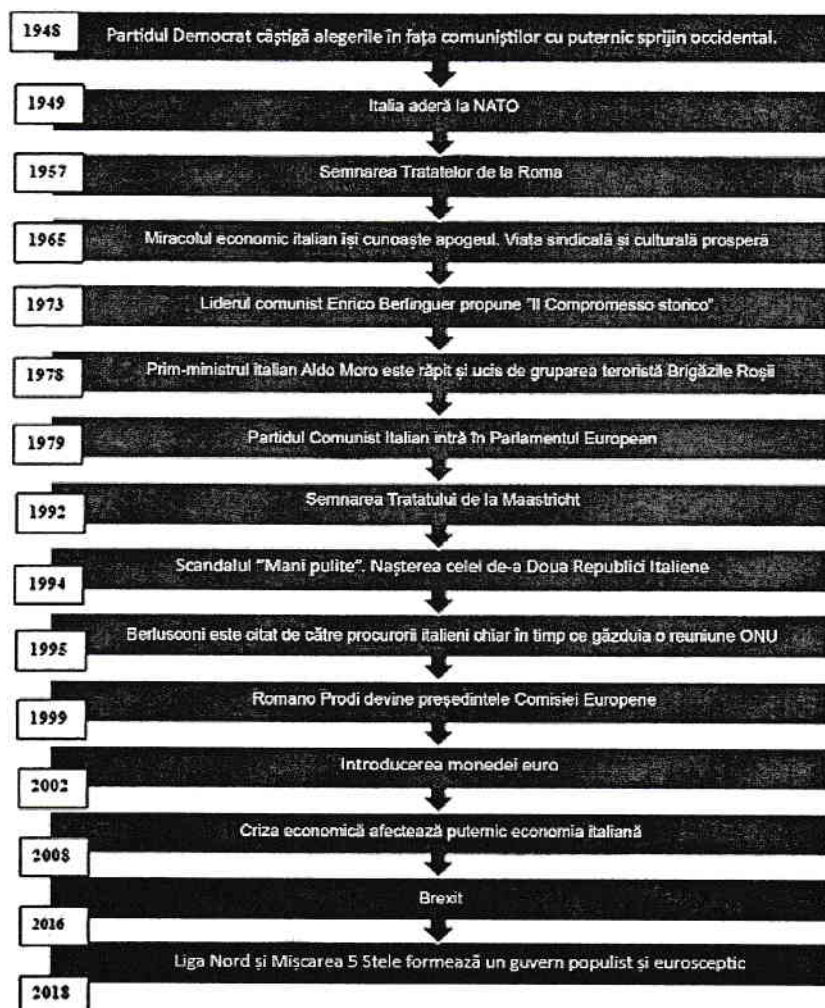 1948
Partidul Democrat câștigă alegerile în fața comuniștilor cu puternic sprijin occidental.
1949
Italia aderă la NATO
1957
Semnarea Tratatelor de la Roma
1965
Miracolul economic italian își cunoaște apogeul. Viața sindicală și culturală prosperă
1973
Liderul comunist Enrico Berlinguer propune "Il Compromesso storico"
1978
Prim-ministrul italian Aldo Moro este răpit și ucis de gruparea teroristă Brigăzile Roșii
1979
Partidul Comunist Italian intră în Parlamentul European
1992
Semnarea Tratatului de la Maastricht
1994
Scandalul "Mani pulite". Nașterea celei de-a Doua Republici Italiene
1995
Berlusconi este citat de către procurorii italieni chiar în timp ce găzduia o reuniune ONU
1999
Romano Prodi devine președintele Comisiei Europene
2002
Introducerea monedei euro
2008
Criza economică afectează puternic economia italiană
2016
Brexit
2018
Liga Nord și Mișcarea 5 Stele formează un guvern populist și eurosceptic